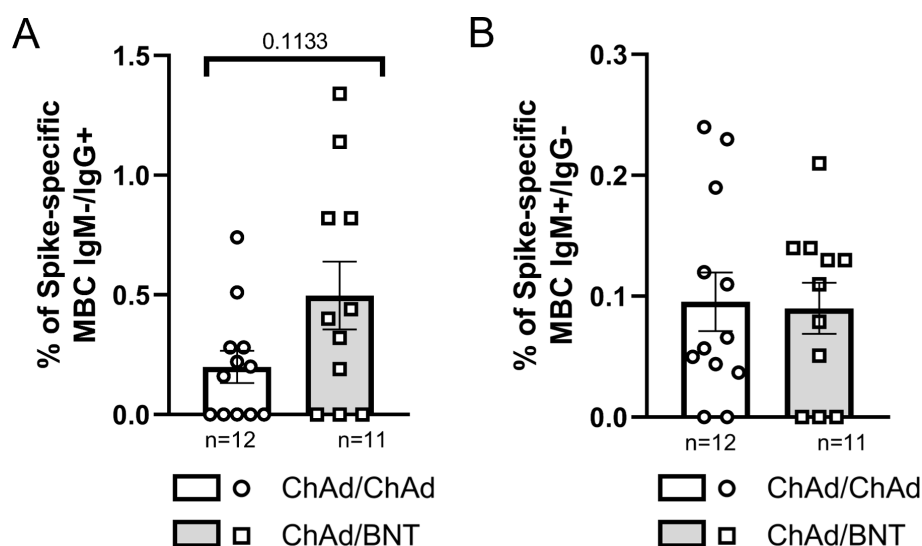 A
% of Spike-specific
MBC IgM-/IgG+
1.5
1.0
0.5
0.0
0.1133
n=12
n=11
ChAd/ChAd
ChAd/BNT
B
% of Spike-specific
MBC IgM+/IgG-
0.3
0.2
0.1
0.0
n=12
n=11
ChAd/ChAd
ChAd/BNT